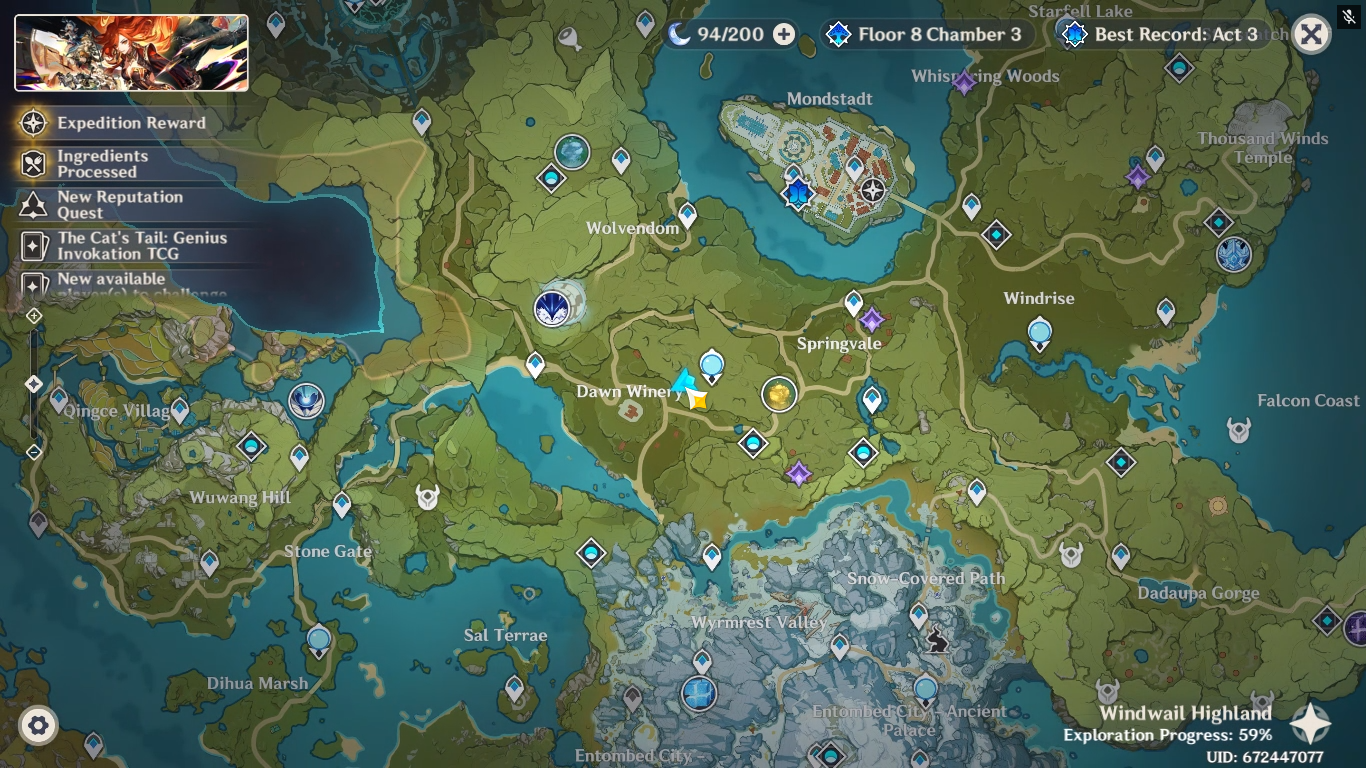 Starfell Lake
94/200
Floor 8 Chamber 3
Best Record: Act 3
Whispering Woods
Mondstadt
Expedition Reward
Thousand Winds
Temple
Ingredients
Processed
New Reputation
Quest
Wolvendom
The Cat's Tail: Genius
Invokation TCG
New available
player(s) to challenge
Windrise
Springvale
Dawn Winery
Falcon Coast
Qingce Villag
Wuwang Hill
Stone Gate
Snow-Covered Path
Dadaupa Gorge
Wyrmrest Valley
Sal Terrae
Dihua Marsh
Entombed City - Ancient
Palace
Windwail Highland
Exploration Progress: 59%
Entombed City -
UID: 672447077